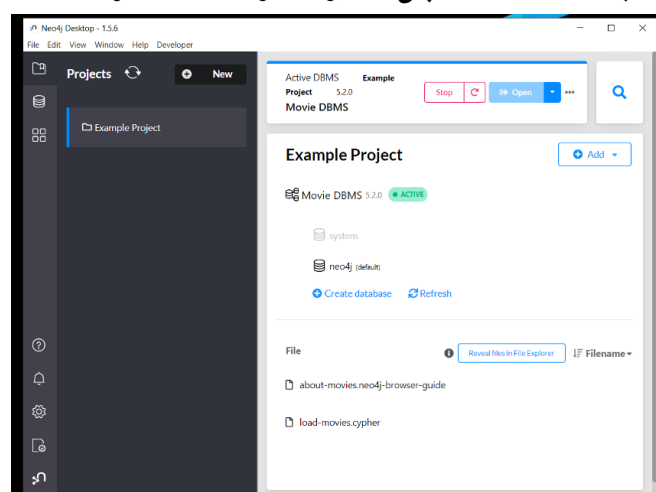 Neo4j Desktop - 1.5.6
File Edit View Window Help Developer
Projects
New
Example Project
Active DBMS Example
Project 5.2.0
Movie DBMS
Stop
Open
Example Project
Add
Movie DBMS 5.2.0 ACTIVE
system
neo4j (default)
Create database Refresh
File
Reveal files in File Explorer
Filename
about-movies.neo4j-browser-guide
load-movies.cypher